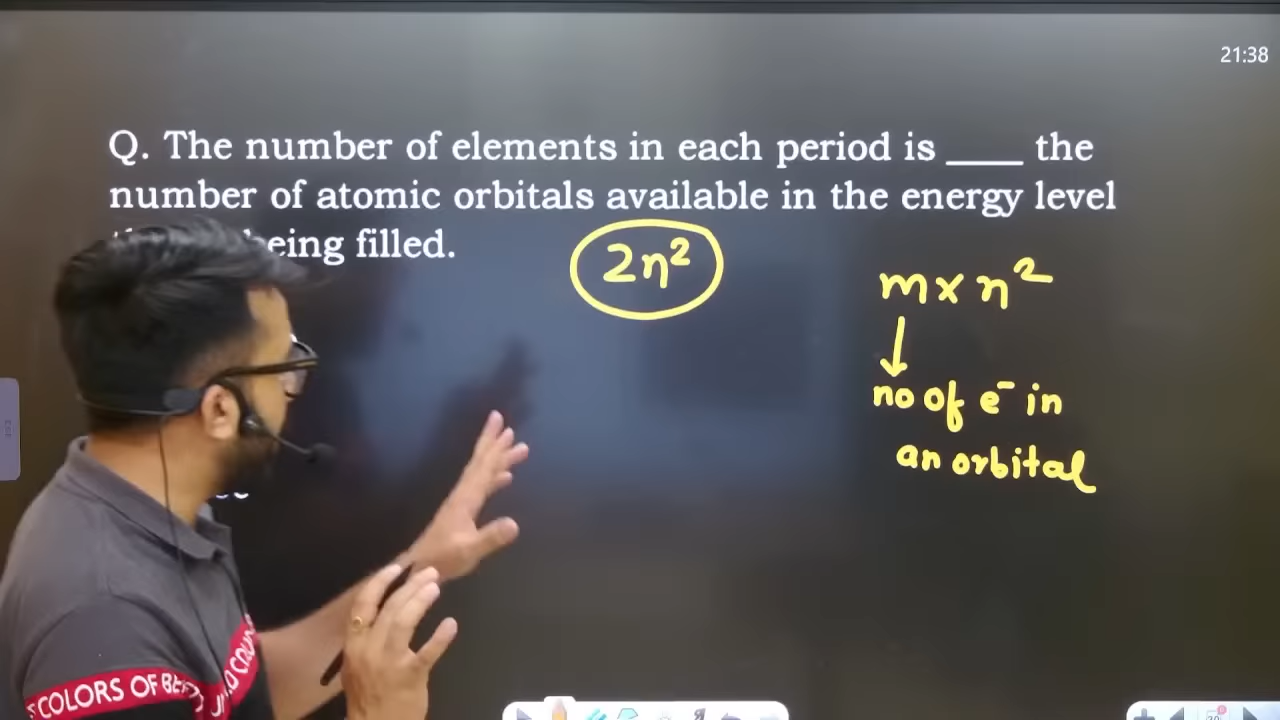 21:38
Q. The number of elements in each period is ____ the
number of atomic orbitals available in the energy level
being filled.
2n²
m x n²
no of e⁻ in
an orbital
COLORS OF BE